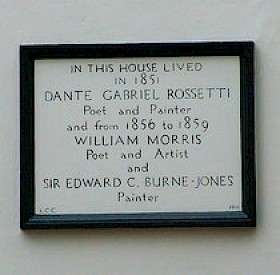 IN THIS HOUSE LIVED
IN 1851
DANTE GABRIEL ROSSETTI
Poet and Painter
and from 1856 to 1859
WILLIAM MORRIS
Poet and Artist
and
SIR EDWARD C. BURNE-JONES
Painter
L.C.C.